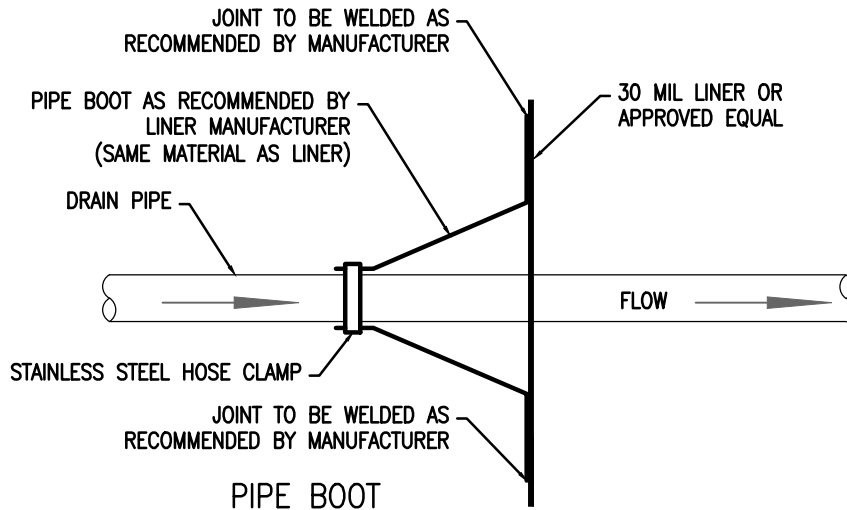 JOINT TO BE WELDED AS
RECOMMENDED BY MANUFACTURER
PIPE BOOT AS RECOMMENDED BY
LINER MANUFACTURER
(SAME MATERIAL AS LINER)
30 MIL LINER OR
APPROVED EQUAL
DRAIN PIPE
FLOW
STAINLESS STEEL HOSE CLAMP
JOINT TO BE WELDED AS
RECOMMENDED BY MANUFACTURER
PIPE BOOT